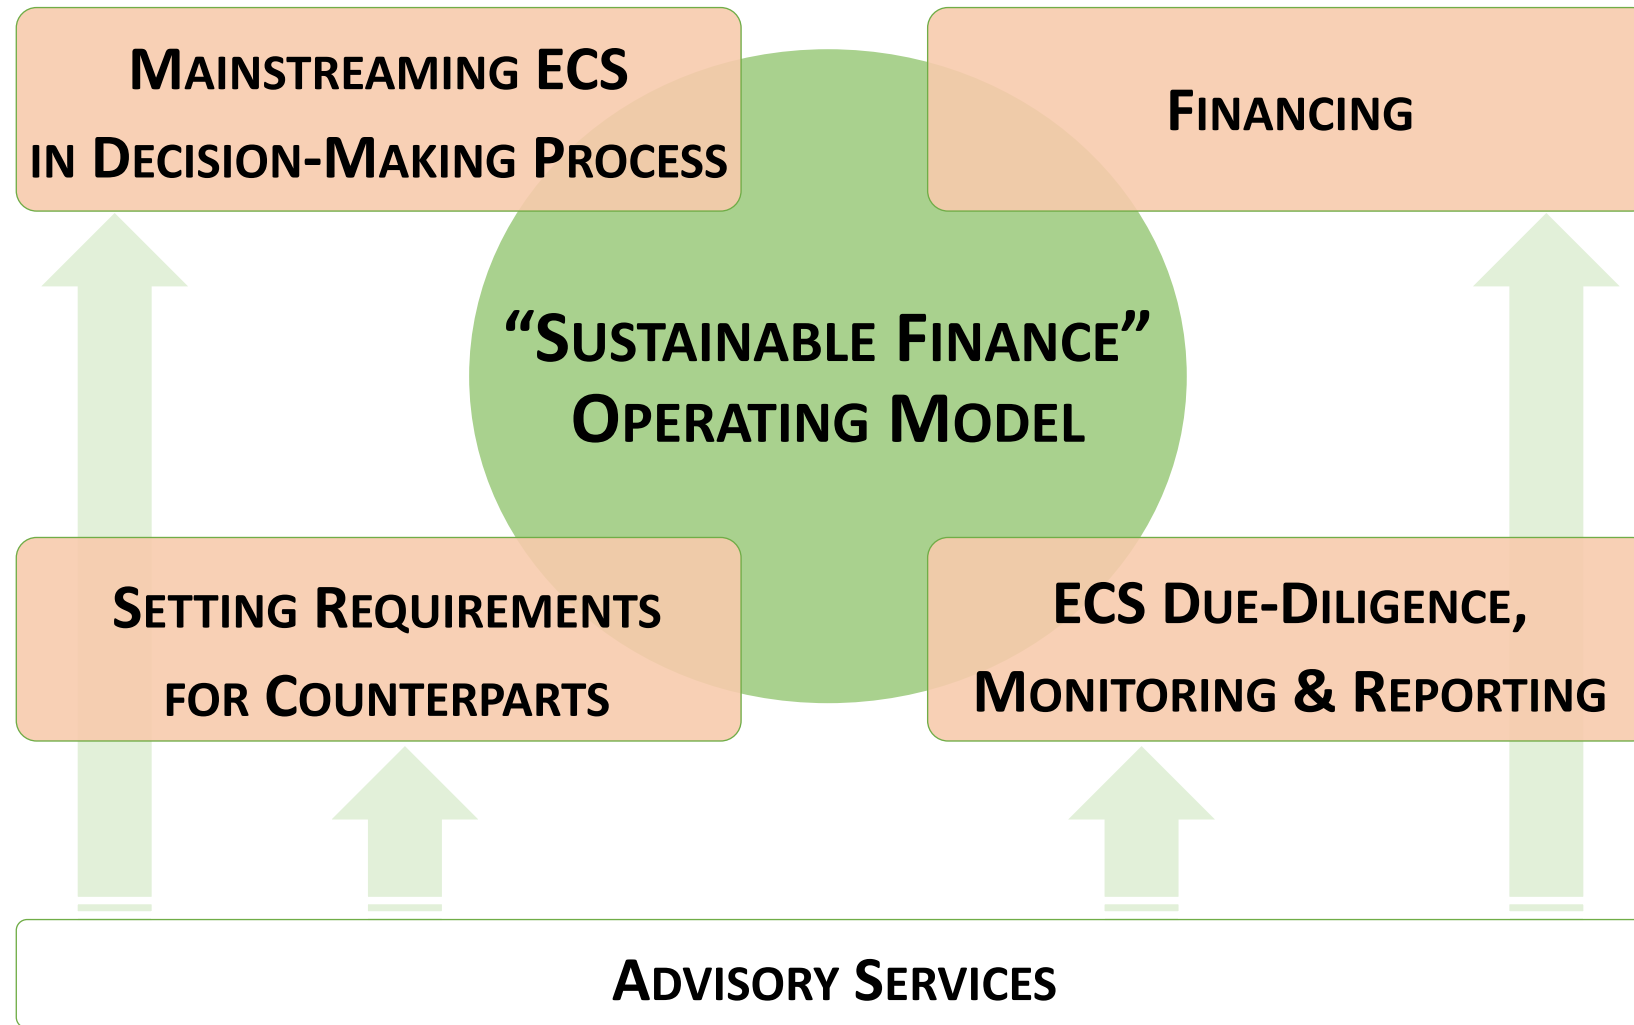 Mainstreaming ECS
in Decision-Making Process
Financing
“Sustainable Finance”
Operating Model
Setting Requirements
for Counterparts
ECS Due-Diligence,
Monitoring & Reporting
Advisory Services